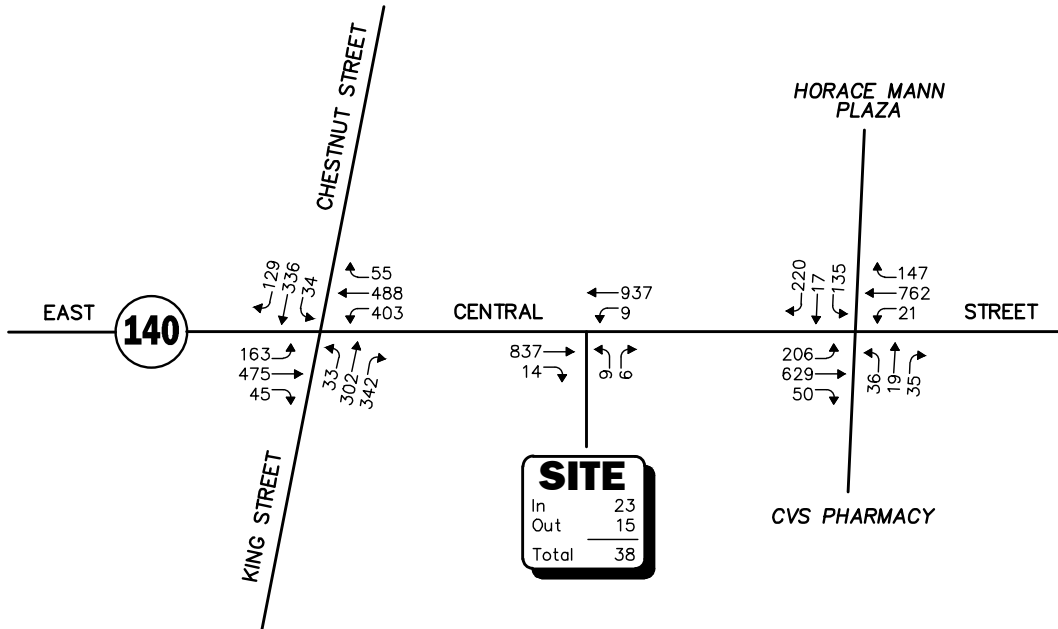 CHESTNUT STREET
HORACE MANN
PLAZA
129
336
34
55
488
403
937
9
220
17
135
147
762
21
EAST
140
CENTRAL
STREET
163
475
45
33
302
342
837
14
9
6
206
629
50
36
19
35
KING STREET
SITE
In 23
Out 15
Total 38
CVS PHARMACY